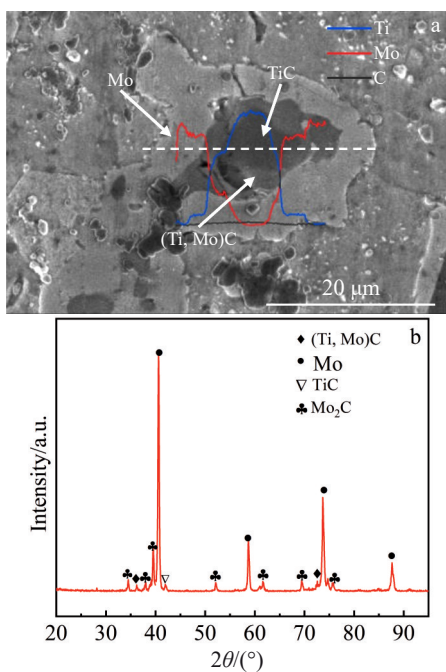 a
Ti
Mo
C
TiC
Mo
(Ti, Mo)C
20 μm
b
♦ (Ti, Mo)C
● Mo
▽ TiC
♣ Mo₂C
Intensity/a.u.
20 30 40 50 60 70 80 90
2θ/(°)